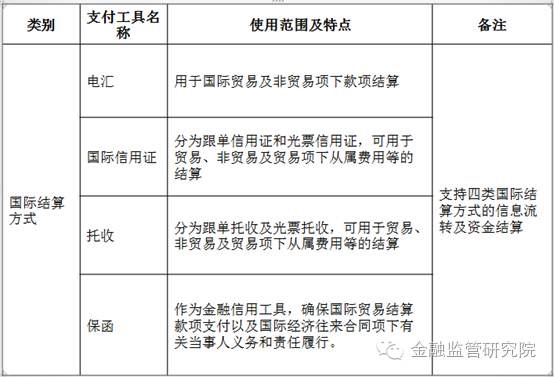 类别
支付工具名
称
使用范围及特点
备注
国际结算
方式
电汇
用于国际贸易及非贸易项下款项结算
国际信用证
分为跟单信用证和光票信用证，可用于
贸易、非贸易及贸易项下从属费用等的
结算
托收
分为跟单托收及光票托收，可用于贸易、
非贸易及贸易项下从属费用等的结算
保函
作为金融信用工具，确保国际贸易结算
款项支付以及国际经济往来合同项下有
关当事人义务和责任履行。
支持四类国际结
算方式的信息流
转及资金结算
金融监管研究院